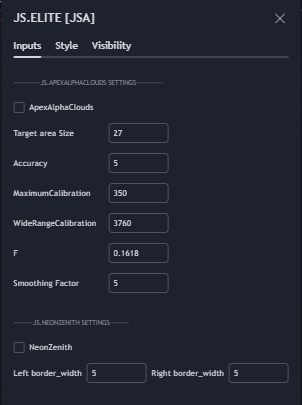 JS.ELITE [JSA]
Inputs Style Visibility
----------JS.APEXALPHACLOUDS SETTINGS----------
ApexAlphaClouds
Target area Size 27
Accuracy 5
MaximumCalibration 350
WideRangeCalibration 3760
F 0.1618
Smoothing Factor 5
-------JS.NEONZENITH SETTINGS-------
NeonZenith
Left border_width 5 Right border_width 5